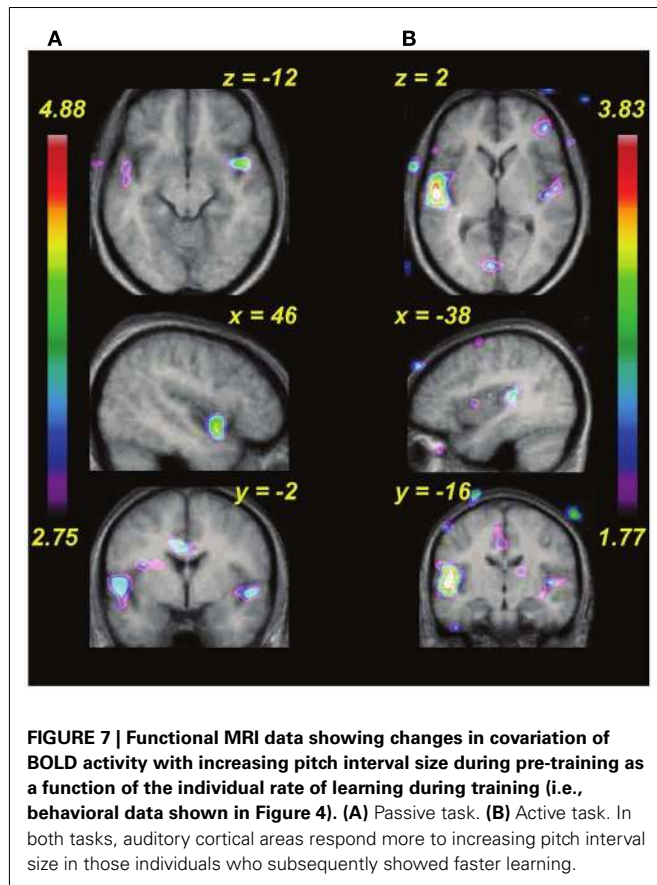 A B
z = -12 z = 2
4.88 3.83
x = 46 x = -38
y = -2 y = -16
2.75 1.77
FIGURE 7 | Functional MRI data showing changes in covariation of
BOLD activity with increasing pitch interval size during pre-training as
a function of the individual rate of learning during training (i.e.,
behavioral data shown in Figure 4). (A) Passive task. (B) Active task. In
both tasks, auditory cortical areas respond more to increasing pitch interval
size in those individuals who subsequently showed faster learning.